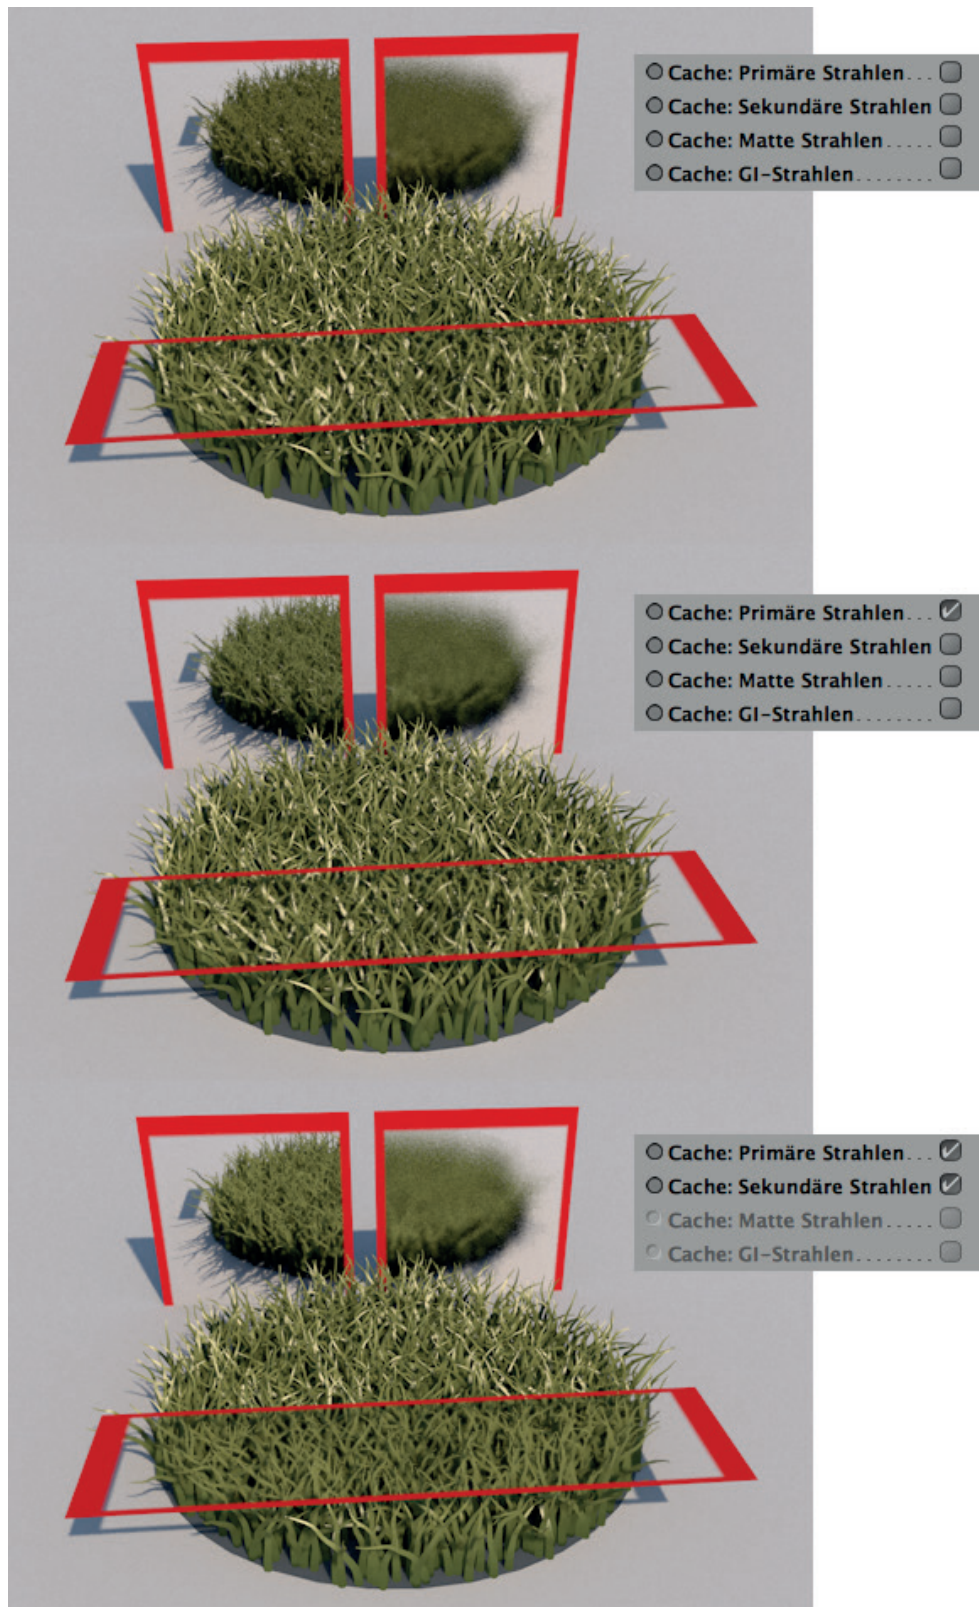 Cache: Primäre Strahlen. . . .
Cache: Sekundäre Strahlen
Cache: Matte Strahlen . . . . .
Cache: GI-Strahlen. . . . . . . .
Cache: Primäre Strahlen. . . .
Cache: Sekundäre Strahlen
Cache: Matte Strahlen . . . . .
Cache: GI-Strahlen. . . . . . . .
Cache: Primäre Strahlen. . . .
Cache: Sekundäre Strahlen
Cache: Matte Strahlen . . . . .
Cache: GI-Strahlen. . . . . . . .